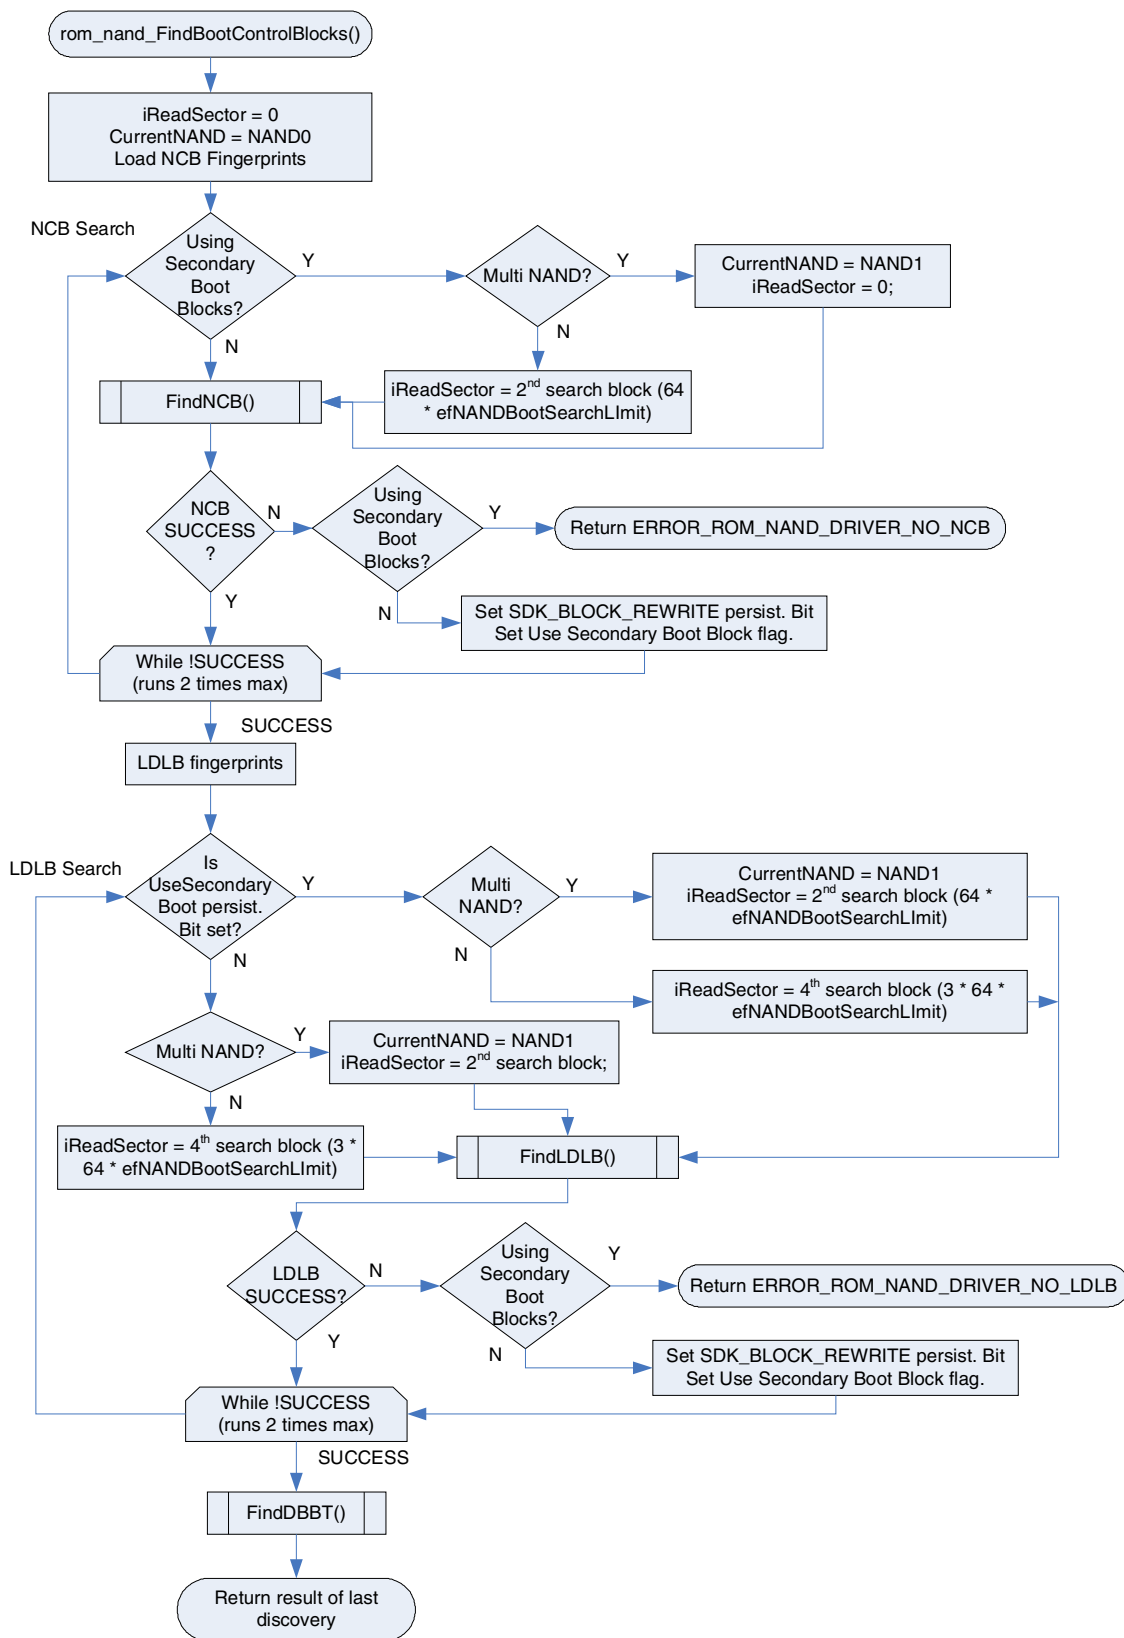 rom_nand_FindBootControlBlocks()
iReadSector = 0
CurrentNAND = NAND0
Load NCB Fingerprints
NCB Search
Using
Secondary
Boot
Blocks?
Y
Multi NAND?
Y
CurrentNAND = NAND1
iReadSector = 0;
N
N
FindNCB()
iReadSector = 2nd search block (64
* efNANDBootSearchLImit)
NCB
SUCCESS
?
N
Using
Secondary
Boot
Blocks?
Y
Return ERROR_ROM_NAND_DRIVER_NO_NCB
Y
N
Set SDK_BLOCK_REWRITE persist. Bit
Set Use Secondary Boot Block flag.
While !SUCCESS
(runs 2 times max)
SUCCESS
LDLB fingerprints
LDLB Search
Is
UseSecondary
Boot persist.
Bit set?
Y
Multi
NAND?
Y
CurrentNAND = NAND1
iReadSector = 2nd search block (64 *
efNANDBootSearchLImit)
N
N
iReadSector = 4th search block (3 * 64 *
efNANDBootSearchLImit)
Multi NAND?
Y
CurrentNAND = NAND1
iReadSector = 2nd search block;
N
iReadSector = 4th search block (3 *
64 * efNANDBootSearchLImit)
FindLDLB()
LDLB
SUCCESS?
N
Using
Secondary
Boot
Blocks?
Y
Return ERROR_ROM_NAND_DRIVER_NO_LDLB
Y
N
Set SDK_BLOCK_REWRITE persist. Bit
Set Use Secondary Boot Block flag.
While !SUCCESS
(runs 2 times max)
SUCCESS
FindDBBT()
Return result of last
discovery